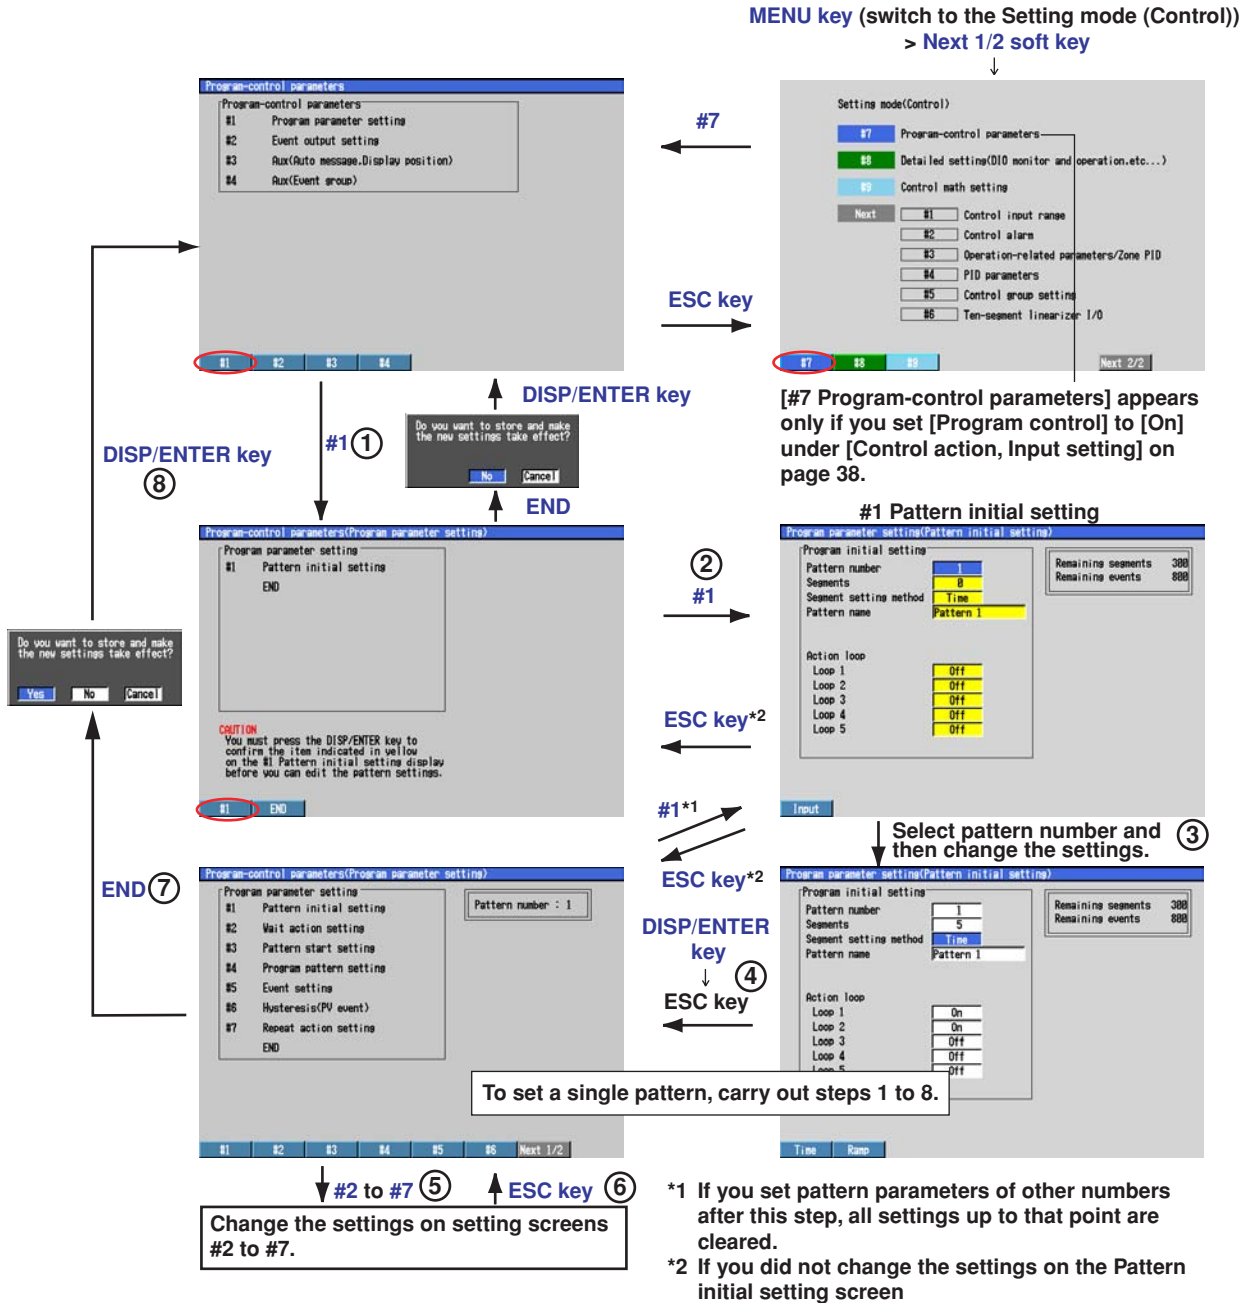 MENU key (switch to the Setting mode (Control))
> Next 1/2 soft key
↓
Program-control parameters
Program-control parameters
#1 Program parameter setting
#2 Event output setting
#3 Aux(Auto message.Display position)
#4 Aux(Event group)
#1 #2 #3 #4
#7
ESC key
Setting mode(Control)
#7 Program-control parameters
#8 Detailed setting(DIO monitor and operation.etc...)
#9 Control math setting
Next #1 Control input range
#2 Control alarm
#3 Operation-related parameters/Zone PID
#4 PID parameters
#5 Control group setting
#6 Ten-segment linearizer I/O
#7 #8 #9 Next 2/2
[#7 Program-control parameters] appears
only if you set [Program control] to [On]
under [Control action, Input setting] on
page 38.
DISP/ENTER key
⑧
#1 ①
DISP/ENTER key
Do you want to store and make
the new settings take effect?
No Cancel
END
Program-control parameters(Program parameter setting)
Program parameter setting
#1 Pattern initial setting
END
CAUTION
You must press the DISP/ENTER key to
confirm the item indicated in yellow
on the #1 Pattern initial setting display
before you can edit the pattern settings.
#1 END
②
#1
ESC key*2
#1 Pattern initial setting
Program parameter setting(Pattern initial setting)
Program initial setting
Pattern number 1
Segments 0
Segment setting method Time
Pattern name Pattern 1
Action loop
Loop 1 Off
Loop 2 Off
Loop 3 Off
Loop 4 Off
Loop 5 Off
Remaining segments 300
Remaining events 800
Input
Do you want to store and make
the new settings take effect?
Yes No Cancel
#1*1
ESC key*2
Select pattern number and
then change the settings.
③
END ⑦
Program-control parameters(Program parameter setting)
Program parameter setting
#1 Pattern initial setting
#2 Wait action setting
#3 Pattern start setting
#4 Program pattern setting
#5 Event setting
#6 Hysteresis(PV event)
#7 Repeat action setting
END
Pattern number : 1
#1 #2 #3 #4 #5 #6 Next 1/2
DISP/ENTER
key
↓ ④
ESC key
Program parameter setting(Pattern initial setting)
Program initial setting
Pattern number 1
Segments 5
Segment setting method Time
Pattern name Pattern 1
Action loop
Loop 1 On
Loop 2 On
Loop 3 Off
Loop 4 Off
Loop 5 Off
Remaining segments 300
Remaining events 800
Time Ramp
To set a single pattern, carry out steps 1 to 8.
#2 to #7 ⑤
ESC key ⑥
Change the settings on setting screens
#2 to #7.
*1 If you set pattern parameters of other numbers
after this step, all settings up to that point are
cleared.
*2 If you did not change the settings on the Pattern
initial setting screen